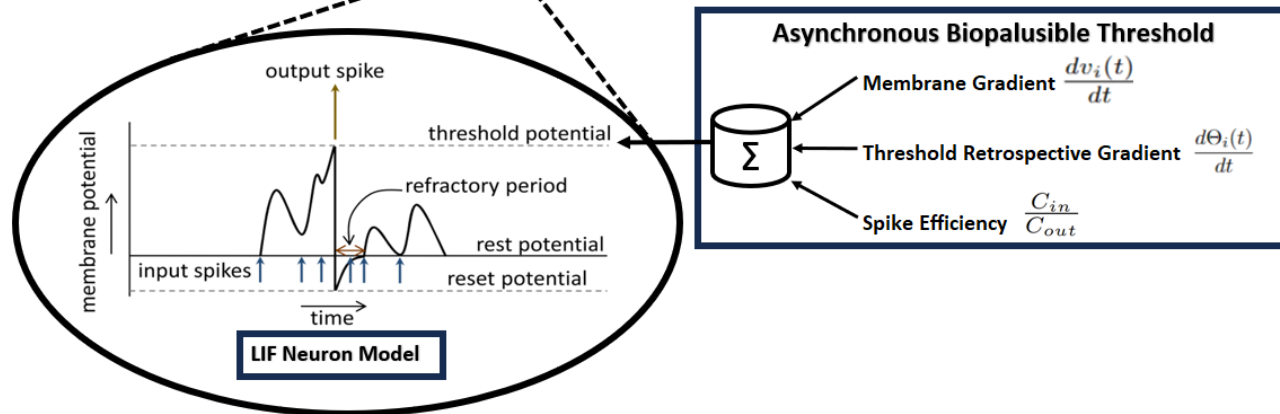 output spike
threshold potential
refractory period
rest potential
input spikes
reset potential
membrane potential
time
LIF Neuron Model
Asynchronous Biopalusible Threshold
Membrane Gradient dv_i(t)/dt
Σ
Threshold Retrospective Gradient dΘ_i(t)/dt
Spike Efficiency C_in/C_out